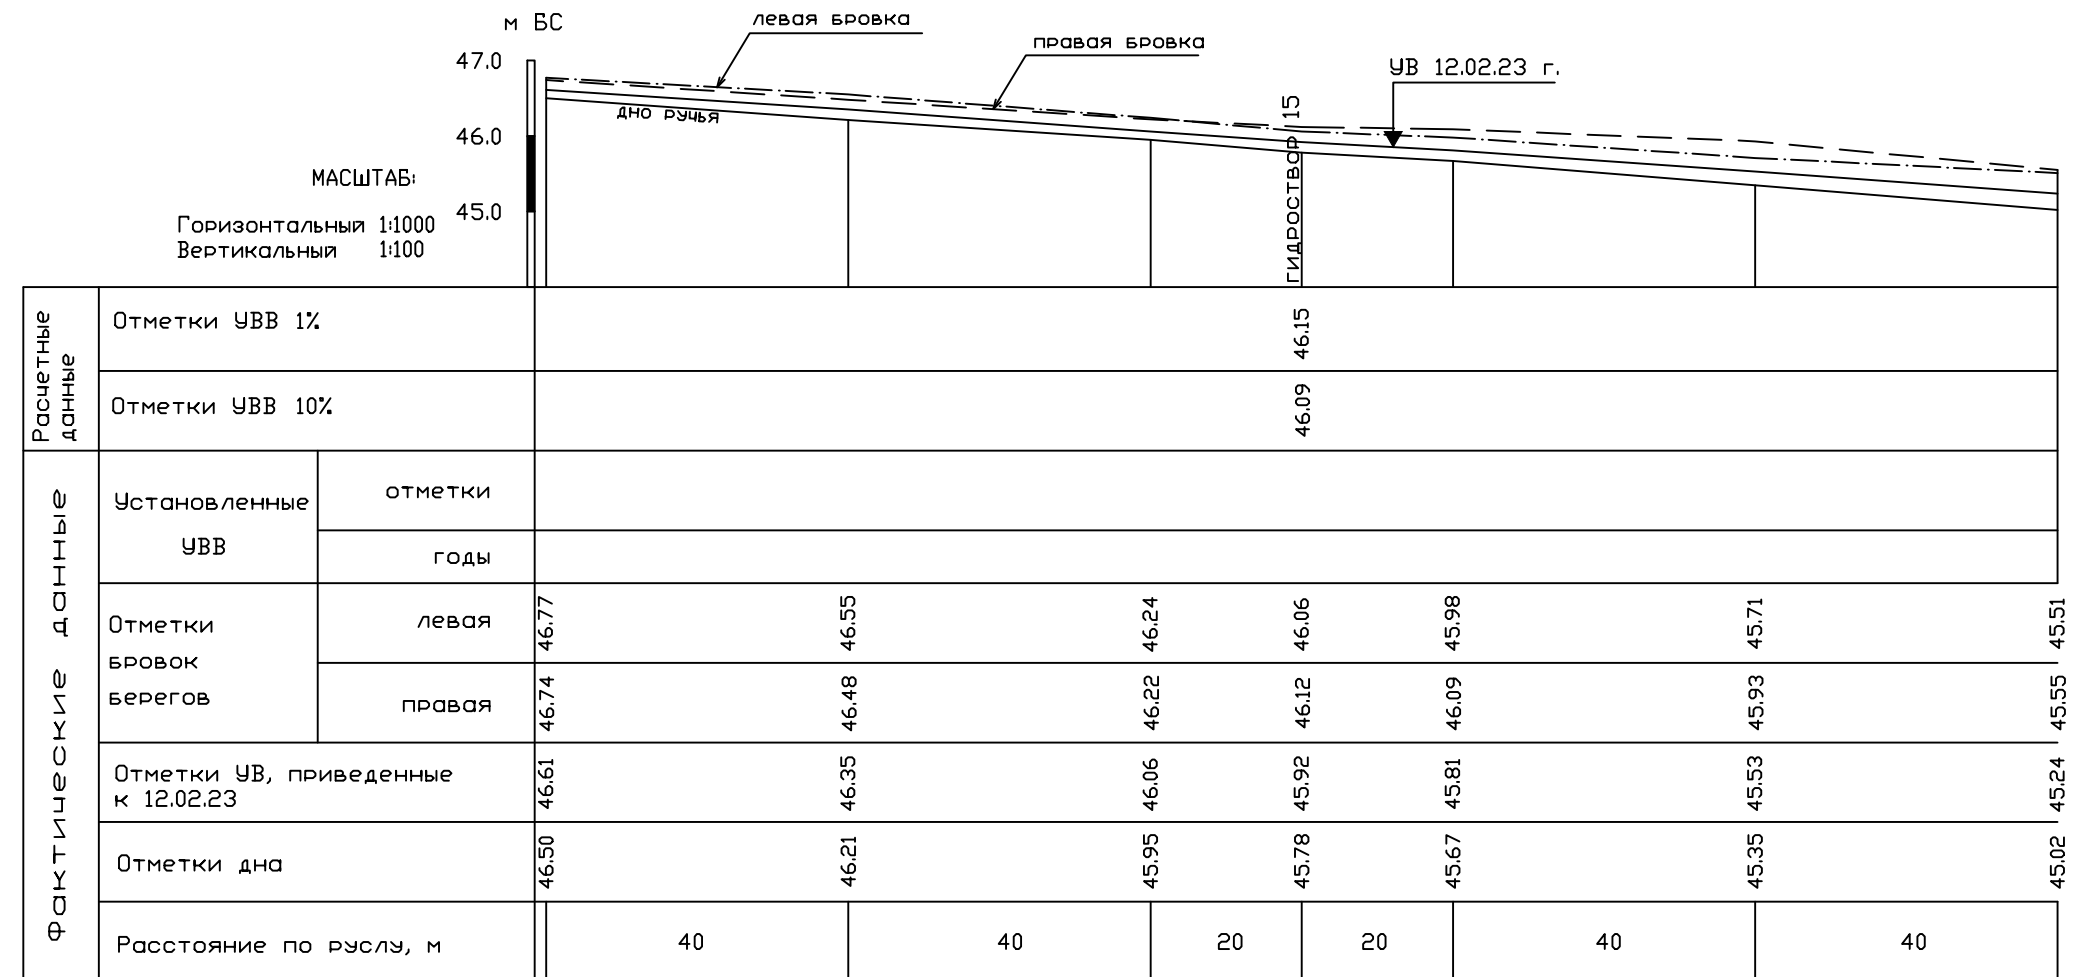 м БС
левая бровка
правая бровка
УВ 12.02.23 г.
47.0
46.0
45.0
дно ручья
гидроствор 15
МАСШТАБ:
Горизонтальный 1:1000
Вертикальный 1:100
Расчетные
данные
Отметки УВВ 1%
46.15
Отметки УВВ 10%
46.09
Фактические данные
Установленные
УВВ
отметки
годы
Отметки
бровок
берегов
левая
46.77 46.55 46.24 46.06 45.98 45.71 45.51
правая
46.74 46.48 46.22 46.12 46.09 45.93 45.55
Отметки УВ, приведенные
к 12.02.23
46.61 46.35 46.06 45.92 45.81 45.53 45.24
Отметки дна
46.50 46.21 45.95 45.78 45.67 45.35 45.02
Расстояние по руслу, м
40 40 20 20 40 40